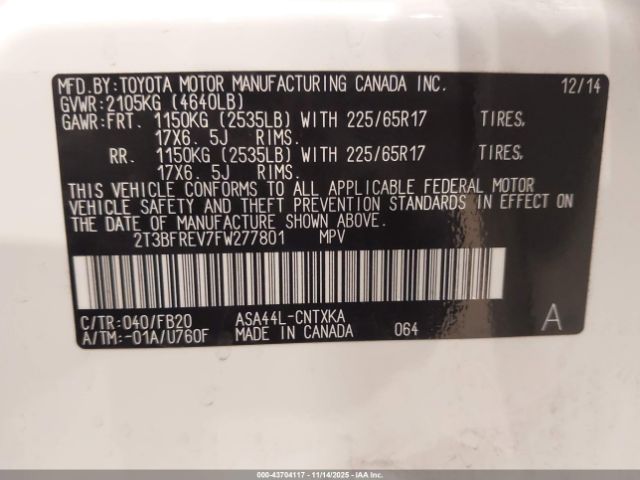 MFD.BY:TOYOTA MOTOR MANUFACTURING CANADA INC. 12/14
GVWR:2105KG (4640LB)
GAWR:FRT. 1150KG (2535LB) WITH 225/65R17 TIRES,
17X6. 5J RIMS.
RR. 1150KG (2535LB) WITH 225/65R17 TIRES,
17X6. 5J RIMS.
THIS VEHICLE CONFORMS TO ALL APPLICABLE FEDERAL MOTOR
VEHICLE SAFETY AND THEFT PREVENTION STANDARDS IN EFFECT ON
THE DATE OF MANUFACTURE SHOWN ABOVE.
2T3BFREV7FW277801 MPV
C/TR:040/FB20 ASA44L-CNTXKA
A/TM:-01A/U760F MADE IN CANADA 064 A
000-43704117 - 11/14/2025 - IAA Inc.